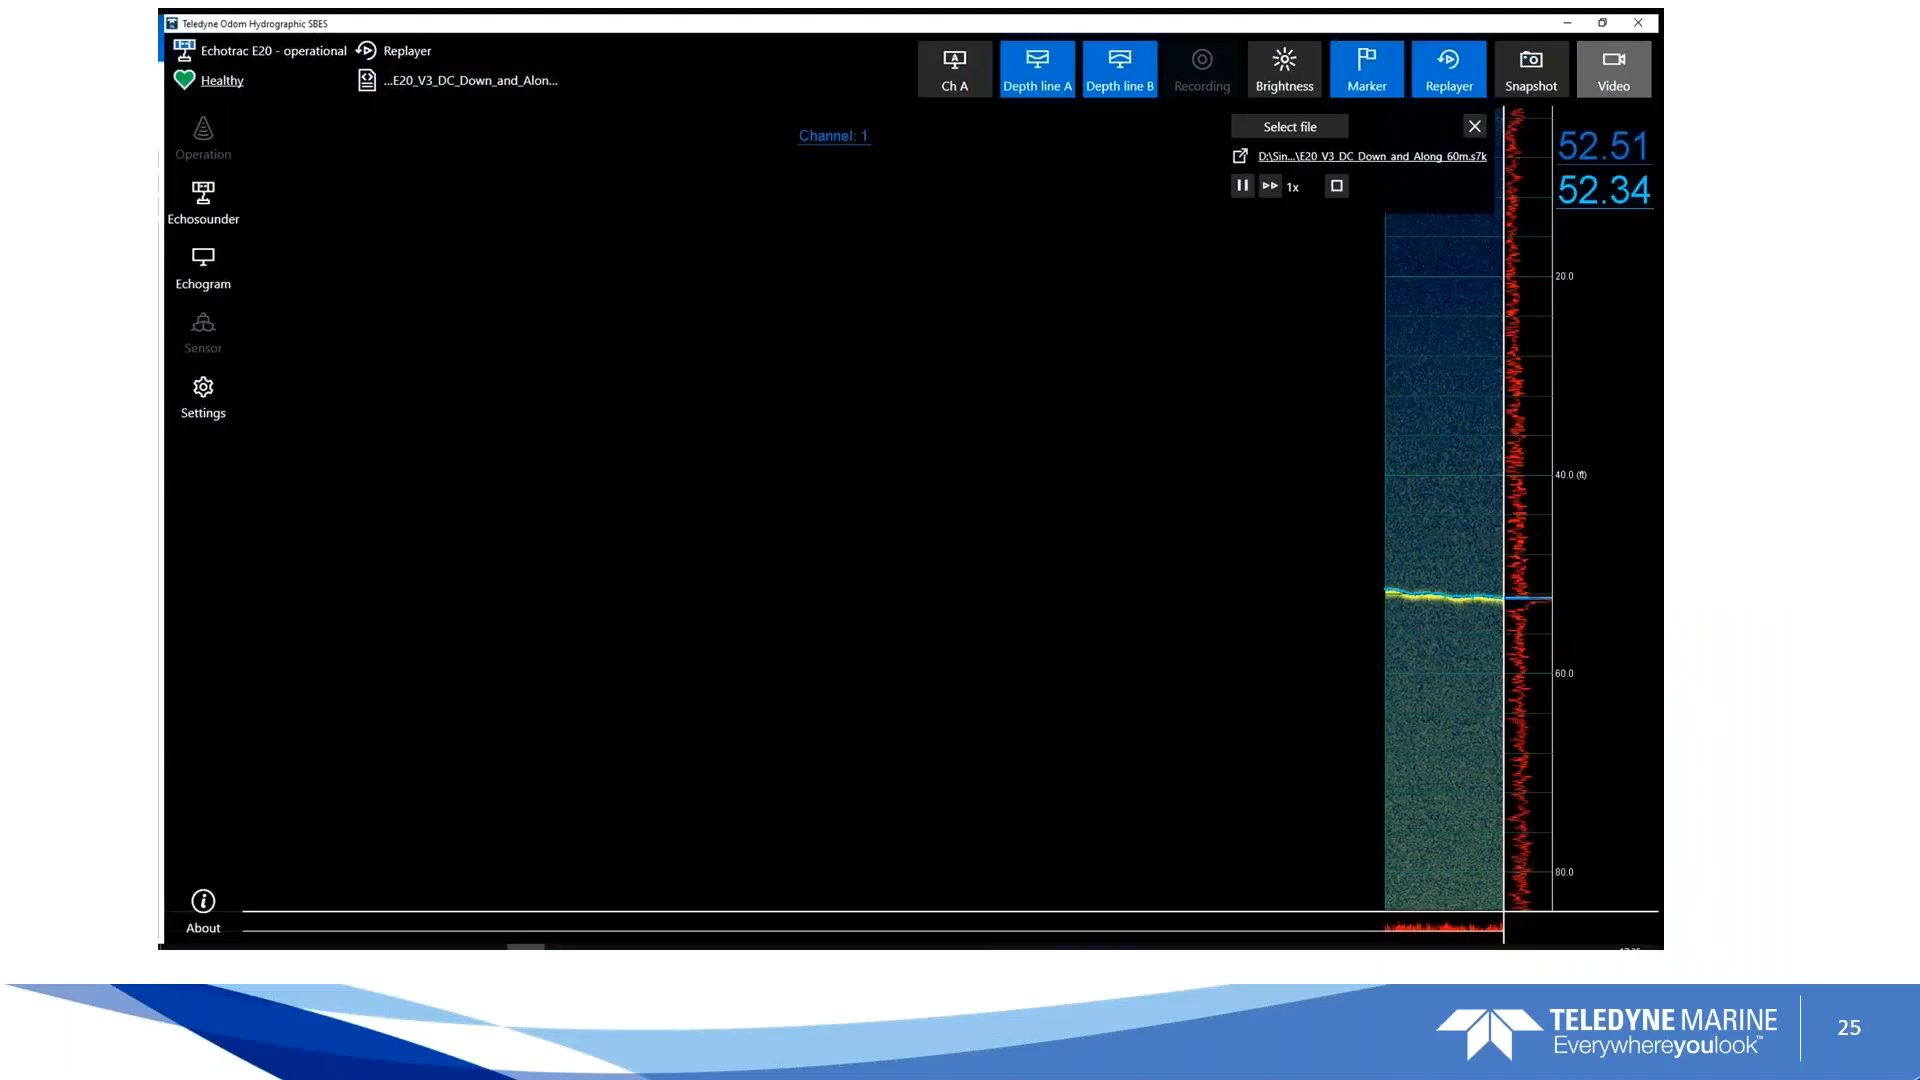 Teledyne Odom Hydrographic SBES
Echotrac E20 - operational
Replayer
Healthy
...E20_V3_DC_Down_and_Alon...
Ch A
Depth line A
Depth line B
Recording
Brightness
Marker
Replayer
Snapshot
Video
Operation
Echosounder
Echogram
Sensor
Settings
About
Channel: 1
Select file
D:\Sin...\E20_V3_DC_Down_and_Along_60m.s7k
1x
52.51
52.34
20.0
40.0 (ft)
60.0
80.0
TELEDYNE MARINE
Everywhereyoulook™
25